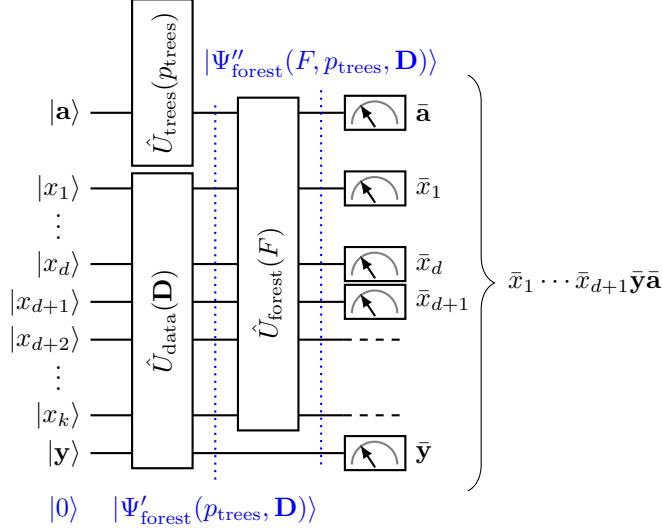 |Ψ″_forest(F, p_trees, **D**)⟩
|**a**⟩ Û_trees(p_trees) **ā**
|x_1⟩ x̄_1
⋮
|x_d⟩ Û_data(**D**) Û_forest(F) x̄_d
|x_{d+1}⟩ x̄_{d+1} x̄_1 ⋯ x̄_{d+1}**ȳā**
|x_{d+2}⟩
⋮
|x_k⟩
|**y**⟩ **ȳ**
|0⟩ |Ψ′_forest(p_trees, **D**)⟩